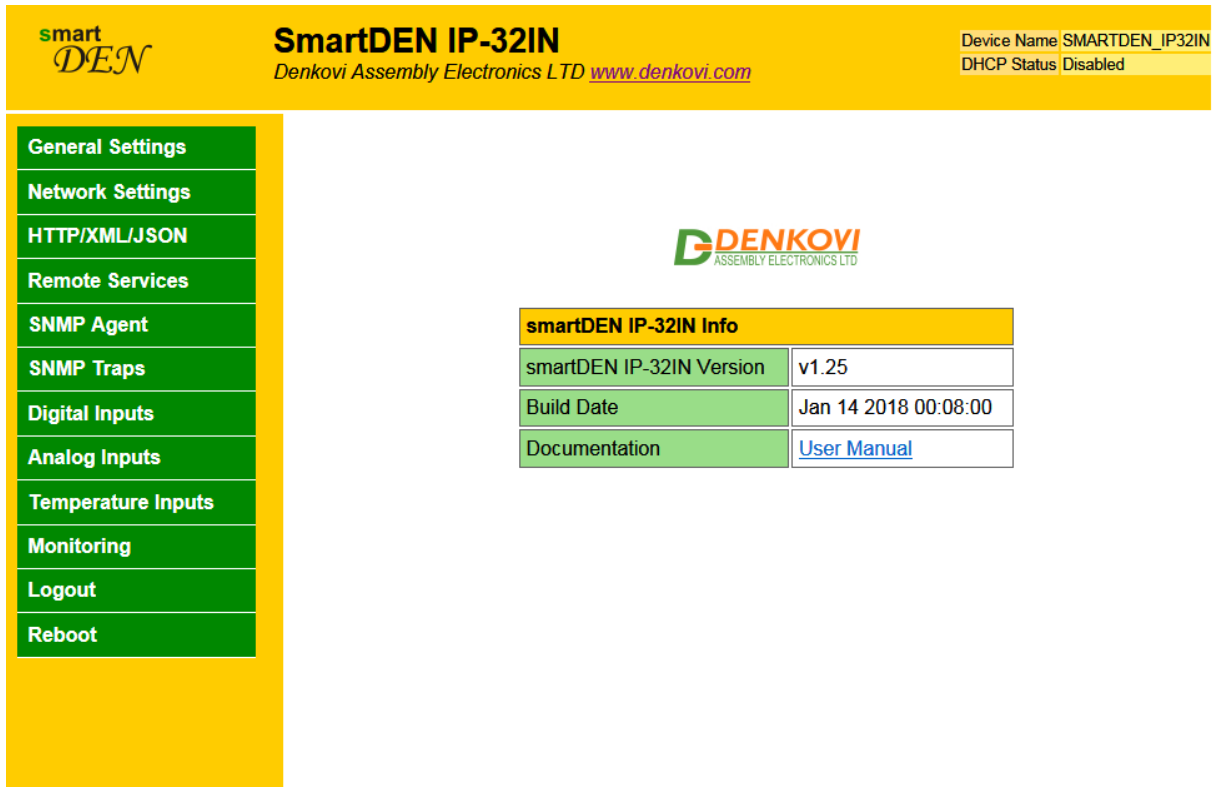 smart
DEN
SmartDEN IP-32IN
Denkovi Assembly Electronics LTD www.denkovi.com
Device Name SMARTDEN_IP32IN
DHCP Status Disabled
General Settings
Network Settings
HTTP/XML/JSON
Remote Services
SNMP Agent
SNMP Traps
Digital Inputs
Analog Inputs
Temperature Inputs
Monitoring
Logout
Reboot
DENKOVI
ASSEMBLY ELECTRONICS LTD
smartDEN IP-32IN Info
smartDEN IP-32IN Version v1.25
Build Date Jan 14 2018 00:08:00
Documentation User Manual